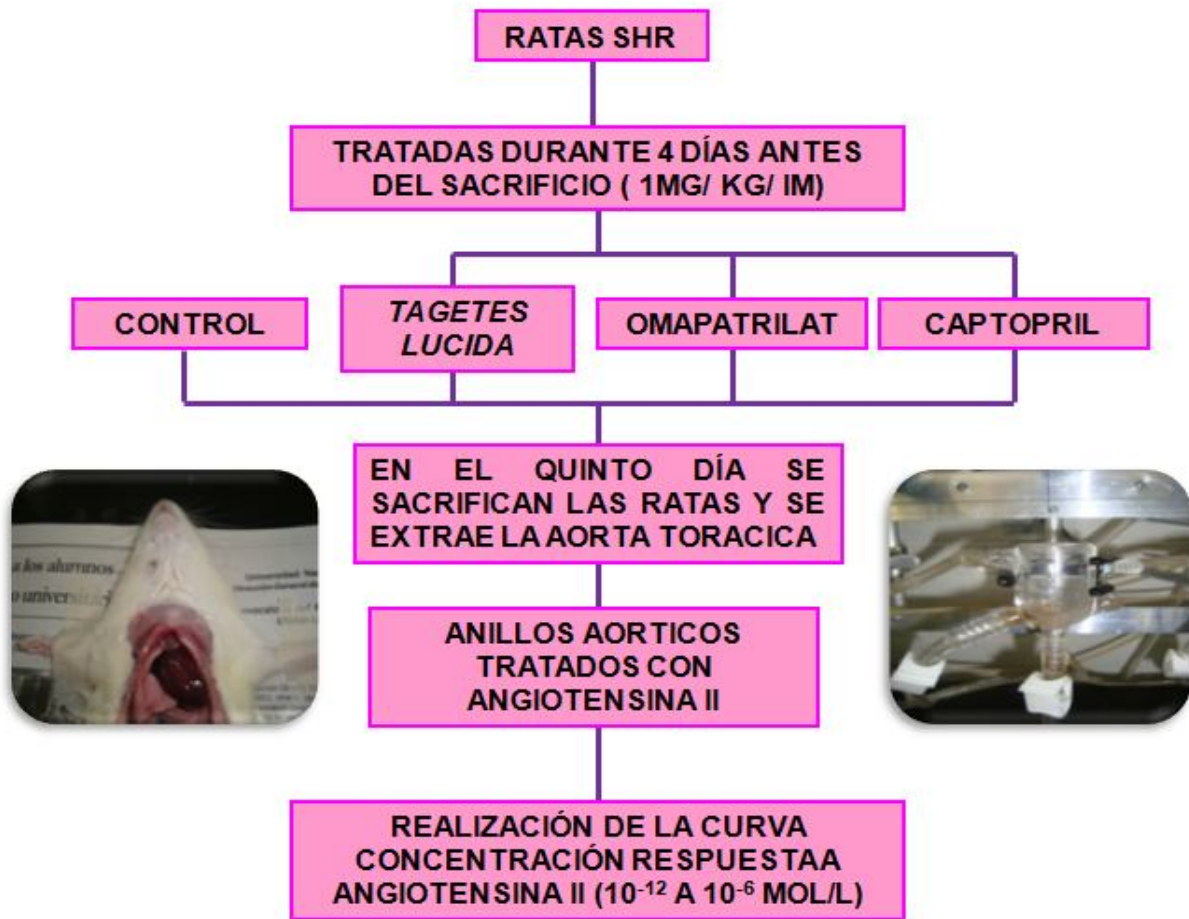 RATAS SHR
TRATADAS DURANTE 4 DÍAS ANTES
DEL SACRIFICIO ( 1MG/ KG/ IM)
CONTROL
TAGETES
LUCIDA
OMAPATRILAT
CAPTOPRIL
EN EL QUINTO DÍA SE
SACRIFICAN LAS RATAS Y SE
EXTRAE LA AORTA TORACICA
a los alumnos
o universi
ANILLOS AORTICOS
TRATADOS CON
ANGIOTENSINA II
REALIZACIÓN DE LA CURVA
CONCENTRACIÓN RESPUESTAA
ANGIOTENSINA II (10⁻¹² A 10⁻⁶ MOL/L)